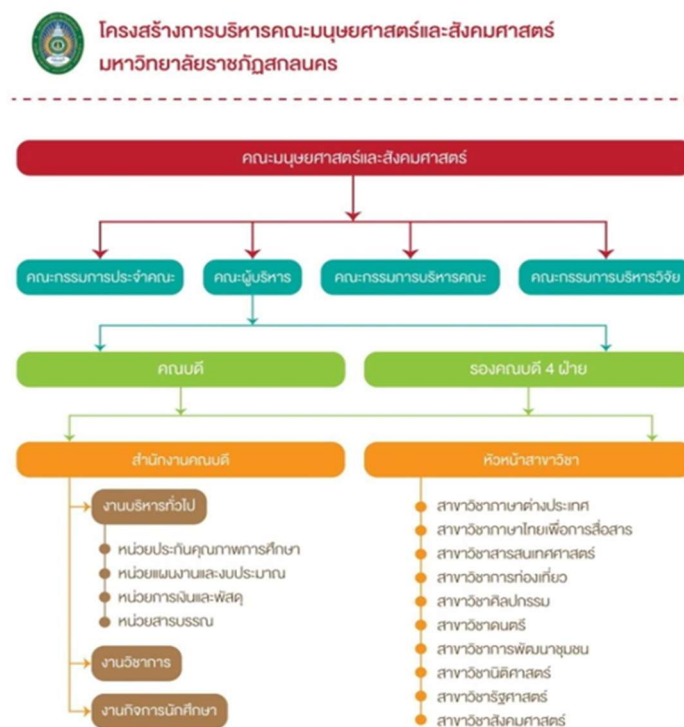 โครงสร้างการบริหารคณะมนุษยศาสตร์และสังคมศาสตร์
มหาวิทยาลัยราชภัฏสกลนคร
คณะมนุษยศาสตร์และสังคมศาสตร์
คณะกรรมการประจำคณะ
คณะผู้บริหาร
คณะกรรมการบริหารคณะ
คณะกรรมการบริหารวิจัย
คณบดี
รองคณบดี 4 ฝ่าย
สำนักงานคณบดี
งานบริหารทั่วไป
หน่วยประกันคุณภาพการศึกษา
หน่วยแผนงานและงบประมาณ
หน่วยการเงินและพัสดุ
หน่วยสารบรรณ
งานวิชาการ
งานกิจการนักศึกษา
หัวหน้าสาขาวิชา
สาขาวิชาภาษาต่างประเทศ
สาขาวิชาภาษาไทยเพื่อการสื่อสาร
สาขาวิชาสารสนเทศศาสตร์
สาขาวิชาการท่องเที่ยว
สาขาวิชาศิลปกรรม
สาขาวิชาดนตรี
สาขาวิชาการพัฒนาชุมชน
สาขาวิชานิติศาสตร์
สาขาวิชารัฐศาสตร์
สาขาวิชาสังคมศาสตร์